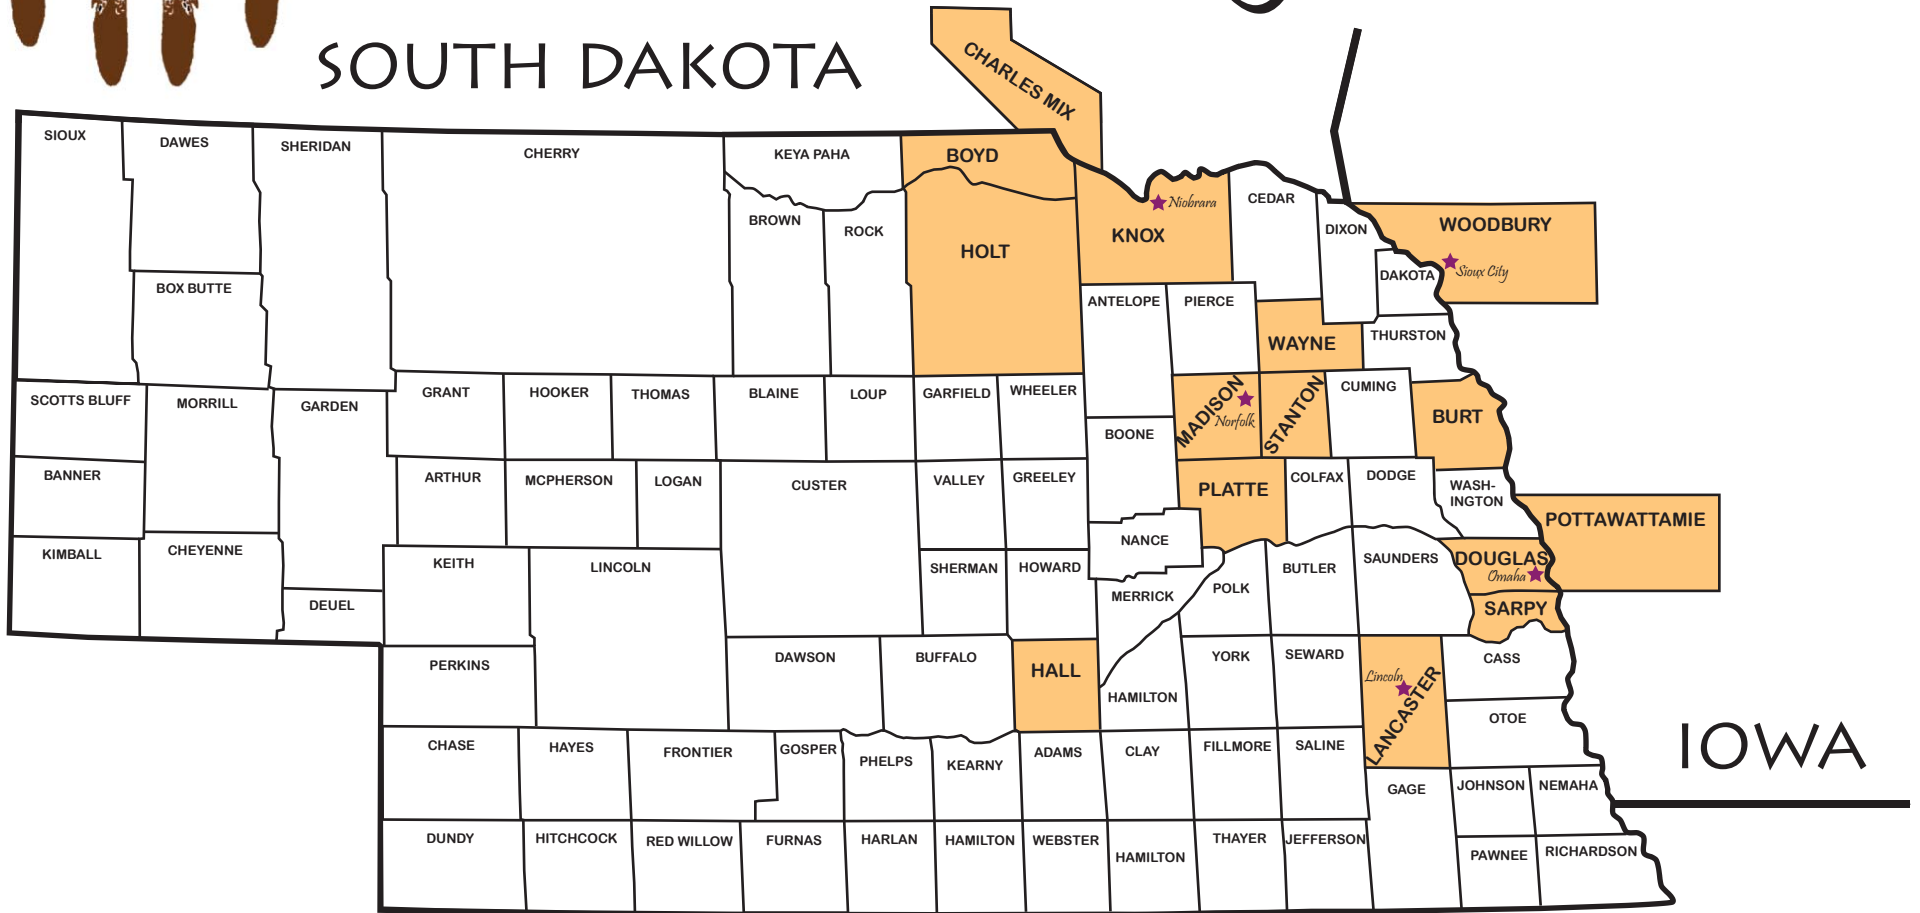 SOUTH DAKOTA
CHARLES MIX
SIOUX
DAWES
SHERIDAN
CHERRY
KEYA PAHA
BOYD
BROWN
ROCK
HOLT
KNOX
Niobrara
CEDAR
DIXON
WOODBURY
Sioux City
DAKOTA
BOX BUTTE
ANTELOPE
PIERCE
WAYNE
THURSTON
SCOTTS BLUFF
MORRILL
GARDEN
GRANT
HOOKER
THOMAS
BLAINE
LOUP
GARFIELD
WHEELER
MADISON
Norfolk
STANTON
CUMING
BURT
BOONE
BANNER
ARTHUR
MCPHERSON
LOGAN
CUSTER
VALLEY
GREELEY
PLATTE
COLFAX
DODGE
WASH-
INGTON
POTTAWATTAMIE
KIMBALL
CHEYENNE
KEITH
LINCOLN
SHERMAN
HOWARD
NANCE
MERRICK
POLK
BUTLER
SAUNDERS
DOUGLAS
Omaha
SARPY
DEUEL
PERKINS
DAWSON
BUFFALO
HALL
HAMILTON
YORK
SEWARD
Lincoln
LANCASTER
CASS
OTOE
IOWA
CHASE
HAYES
FRONTIER
GOSPER
PHELPS
KEARNY
ADAMS
CLAY
FILLMORE
SALINE
GAGE
JOHNSON
NEMAHA
DUNDY
HITCHCOCK
RED WILLOW
FURNAS
HARLAN
HAMILTON
WEBSTER
HAMILTON
THAYER
JEFFERSON
PAWNEE
RICHARDSON